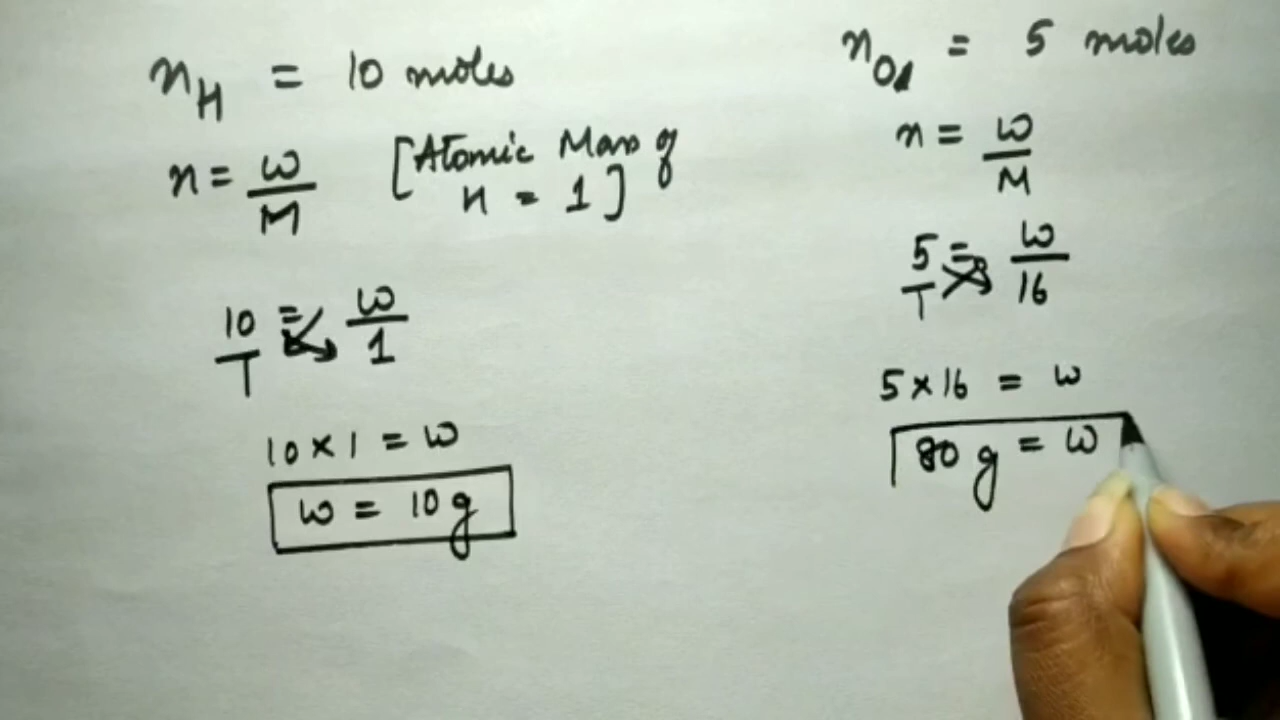 n_H = 10 moles
n = w/M [Atomic Mass of
H = 1]
10/1 = w/1
10 × 1 = w
w = 10 g
n_O = 5 moles
n = w/M
5/1 = w/16
5 × 16 = w
80 g = w